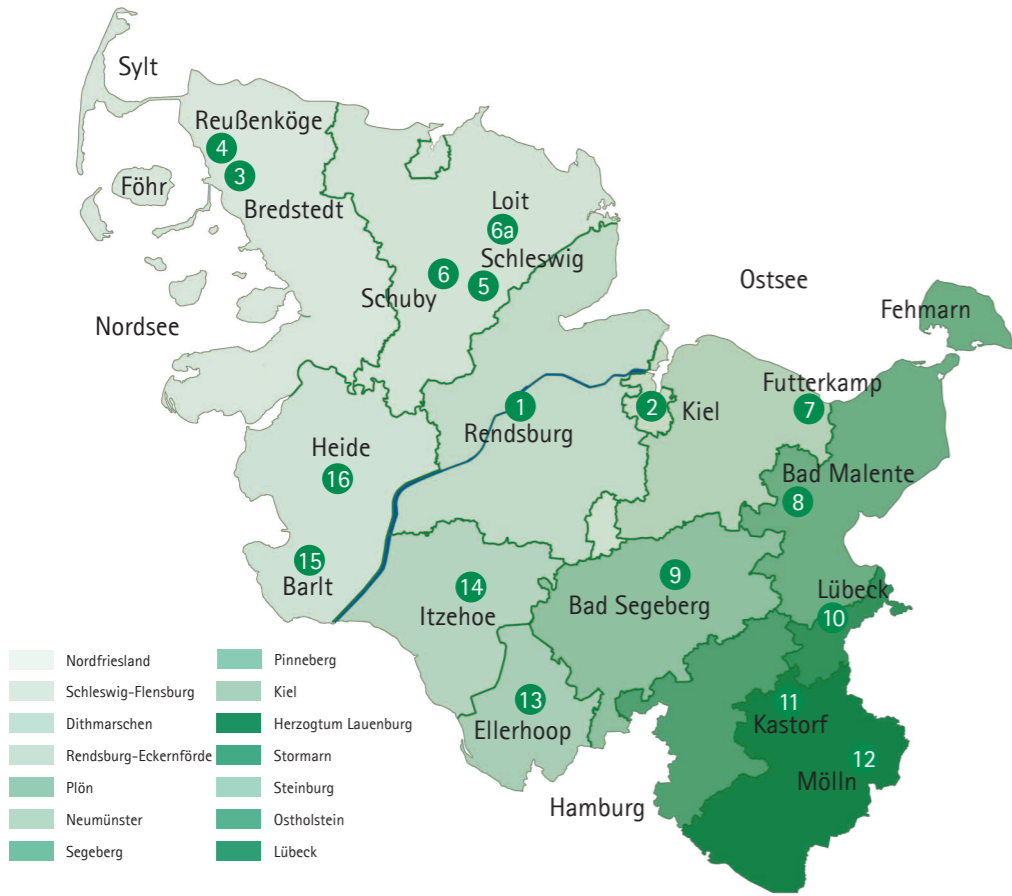 Sylt
Reußenköge
4
3
Föhr
Bredstedt
Loit
6a
Schleswig
6
5
Schuby
Ostsee
Fehmarn
Nordsee
Futterkamp
7
1
Rendsburg
2
Kiel
Heide
16
Bad Malente
8
15
Barlt
14
Itzehoe
9
Bad Segeberg
Lübeck
10
13
Ellerhoop
11
Kastorf
12
Mölln
Hamburg
Nordfriesland
Schleswig-Flensburg
Dithmarschen
Rendsburg-Eckernförde
Plön
Neumünster
Segeberg
Pinneberg
Kiel
Herzogtum Lauenburg
Stormarn
Steinburg
Ostholstein
Lübeck